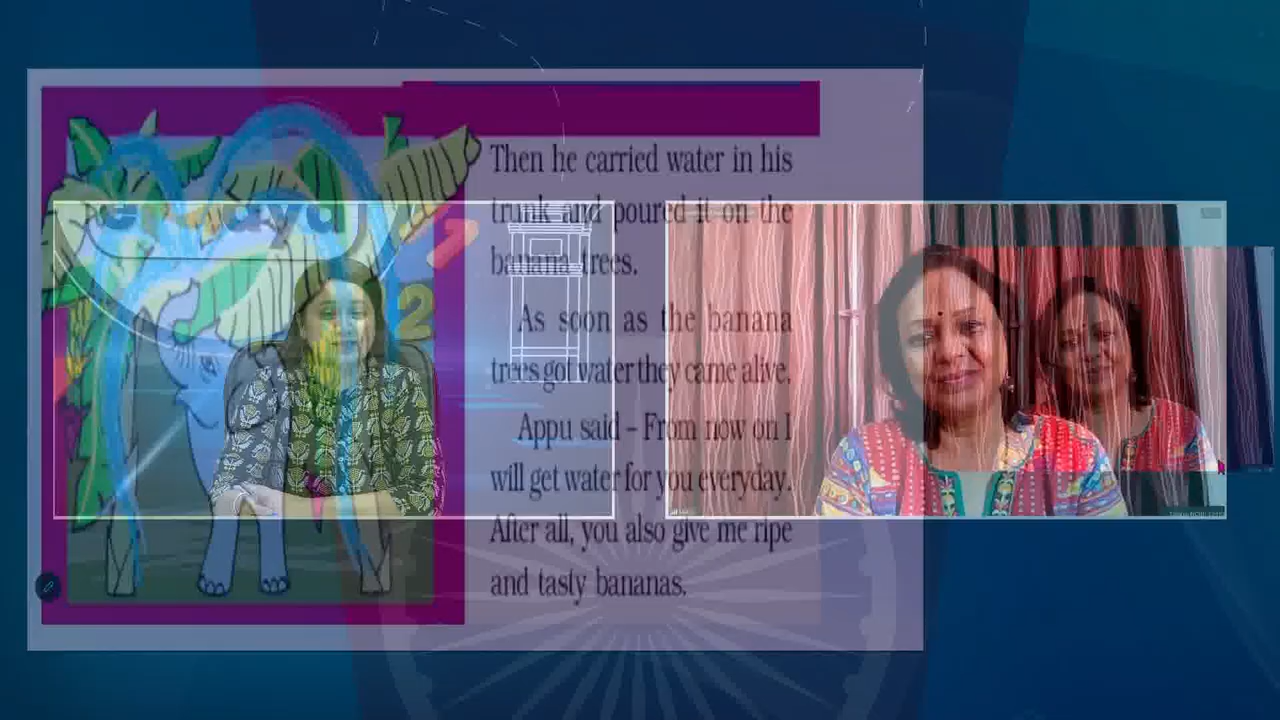 Then he carried water in his
trunk and poured it on the
banana trees.
As soon as the banana
trees got water they came alive.
Appu said – From now on I
will get water for you everyday.
After all, you also give me ripe
and tasty bananas.
1
2